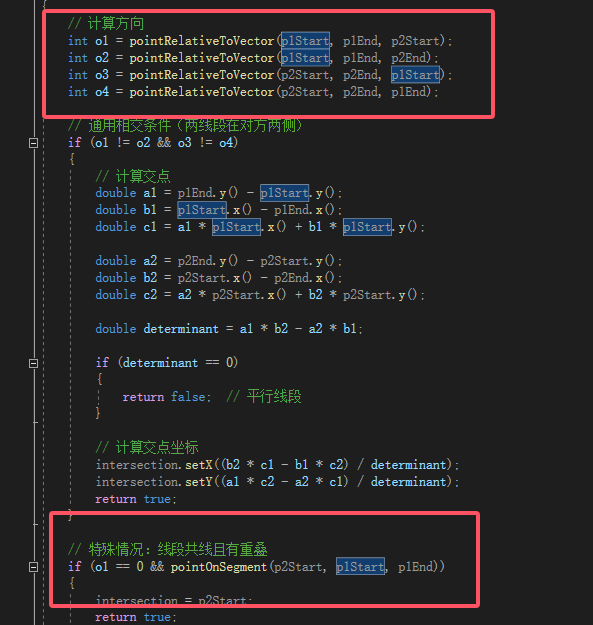 // 计算方向
int o1 = pointRelativeToVector(p1Start, p1End, p2Start);
int o2 = pointRelativeToVector(p1Start, p1End, p2End);
int o3 = pointRelativeToVector(p2Start, p2End, p1Start);
int o4 = pointRelativeToVector(p2Start, p2End, p1End);
// 通用相交条件（两线段在对方两侧）
if (o1 != o2 && o3 != o4)
{
// 计算交点
double a1 = p1End.y() - p1Start.y();
double b1 = p1Start.x() - p1End.x();
double c1 = a1 * p1Start.x() + b1 * p1Start.y();
double a2 = p2End.y() - p2Start.y();
double b2 = p2Start.x() - p2End.x();
double c2 = a2 * p2Start.x() + b2 * p2Start.y();
double determinant = a1 * b2 - a2 * b1;
if (determinant == 0)
{
return false;  // 平行线段
}
// 计算交点坐标
intersection.setX((b2 * c1 - b1 * c2) / determinant);
intersection.setY((a1 * c2 - a2 * c1) / determinant);
return true;
}
// 特殊情况：线段共线且有重叠
if (o1 == 0 && pointOnSegment(p2Start, p1Start, p1End))
{
intersection = p2Start;
return true;